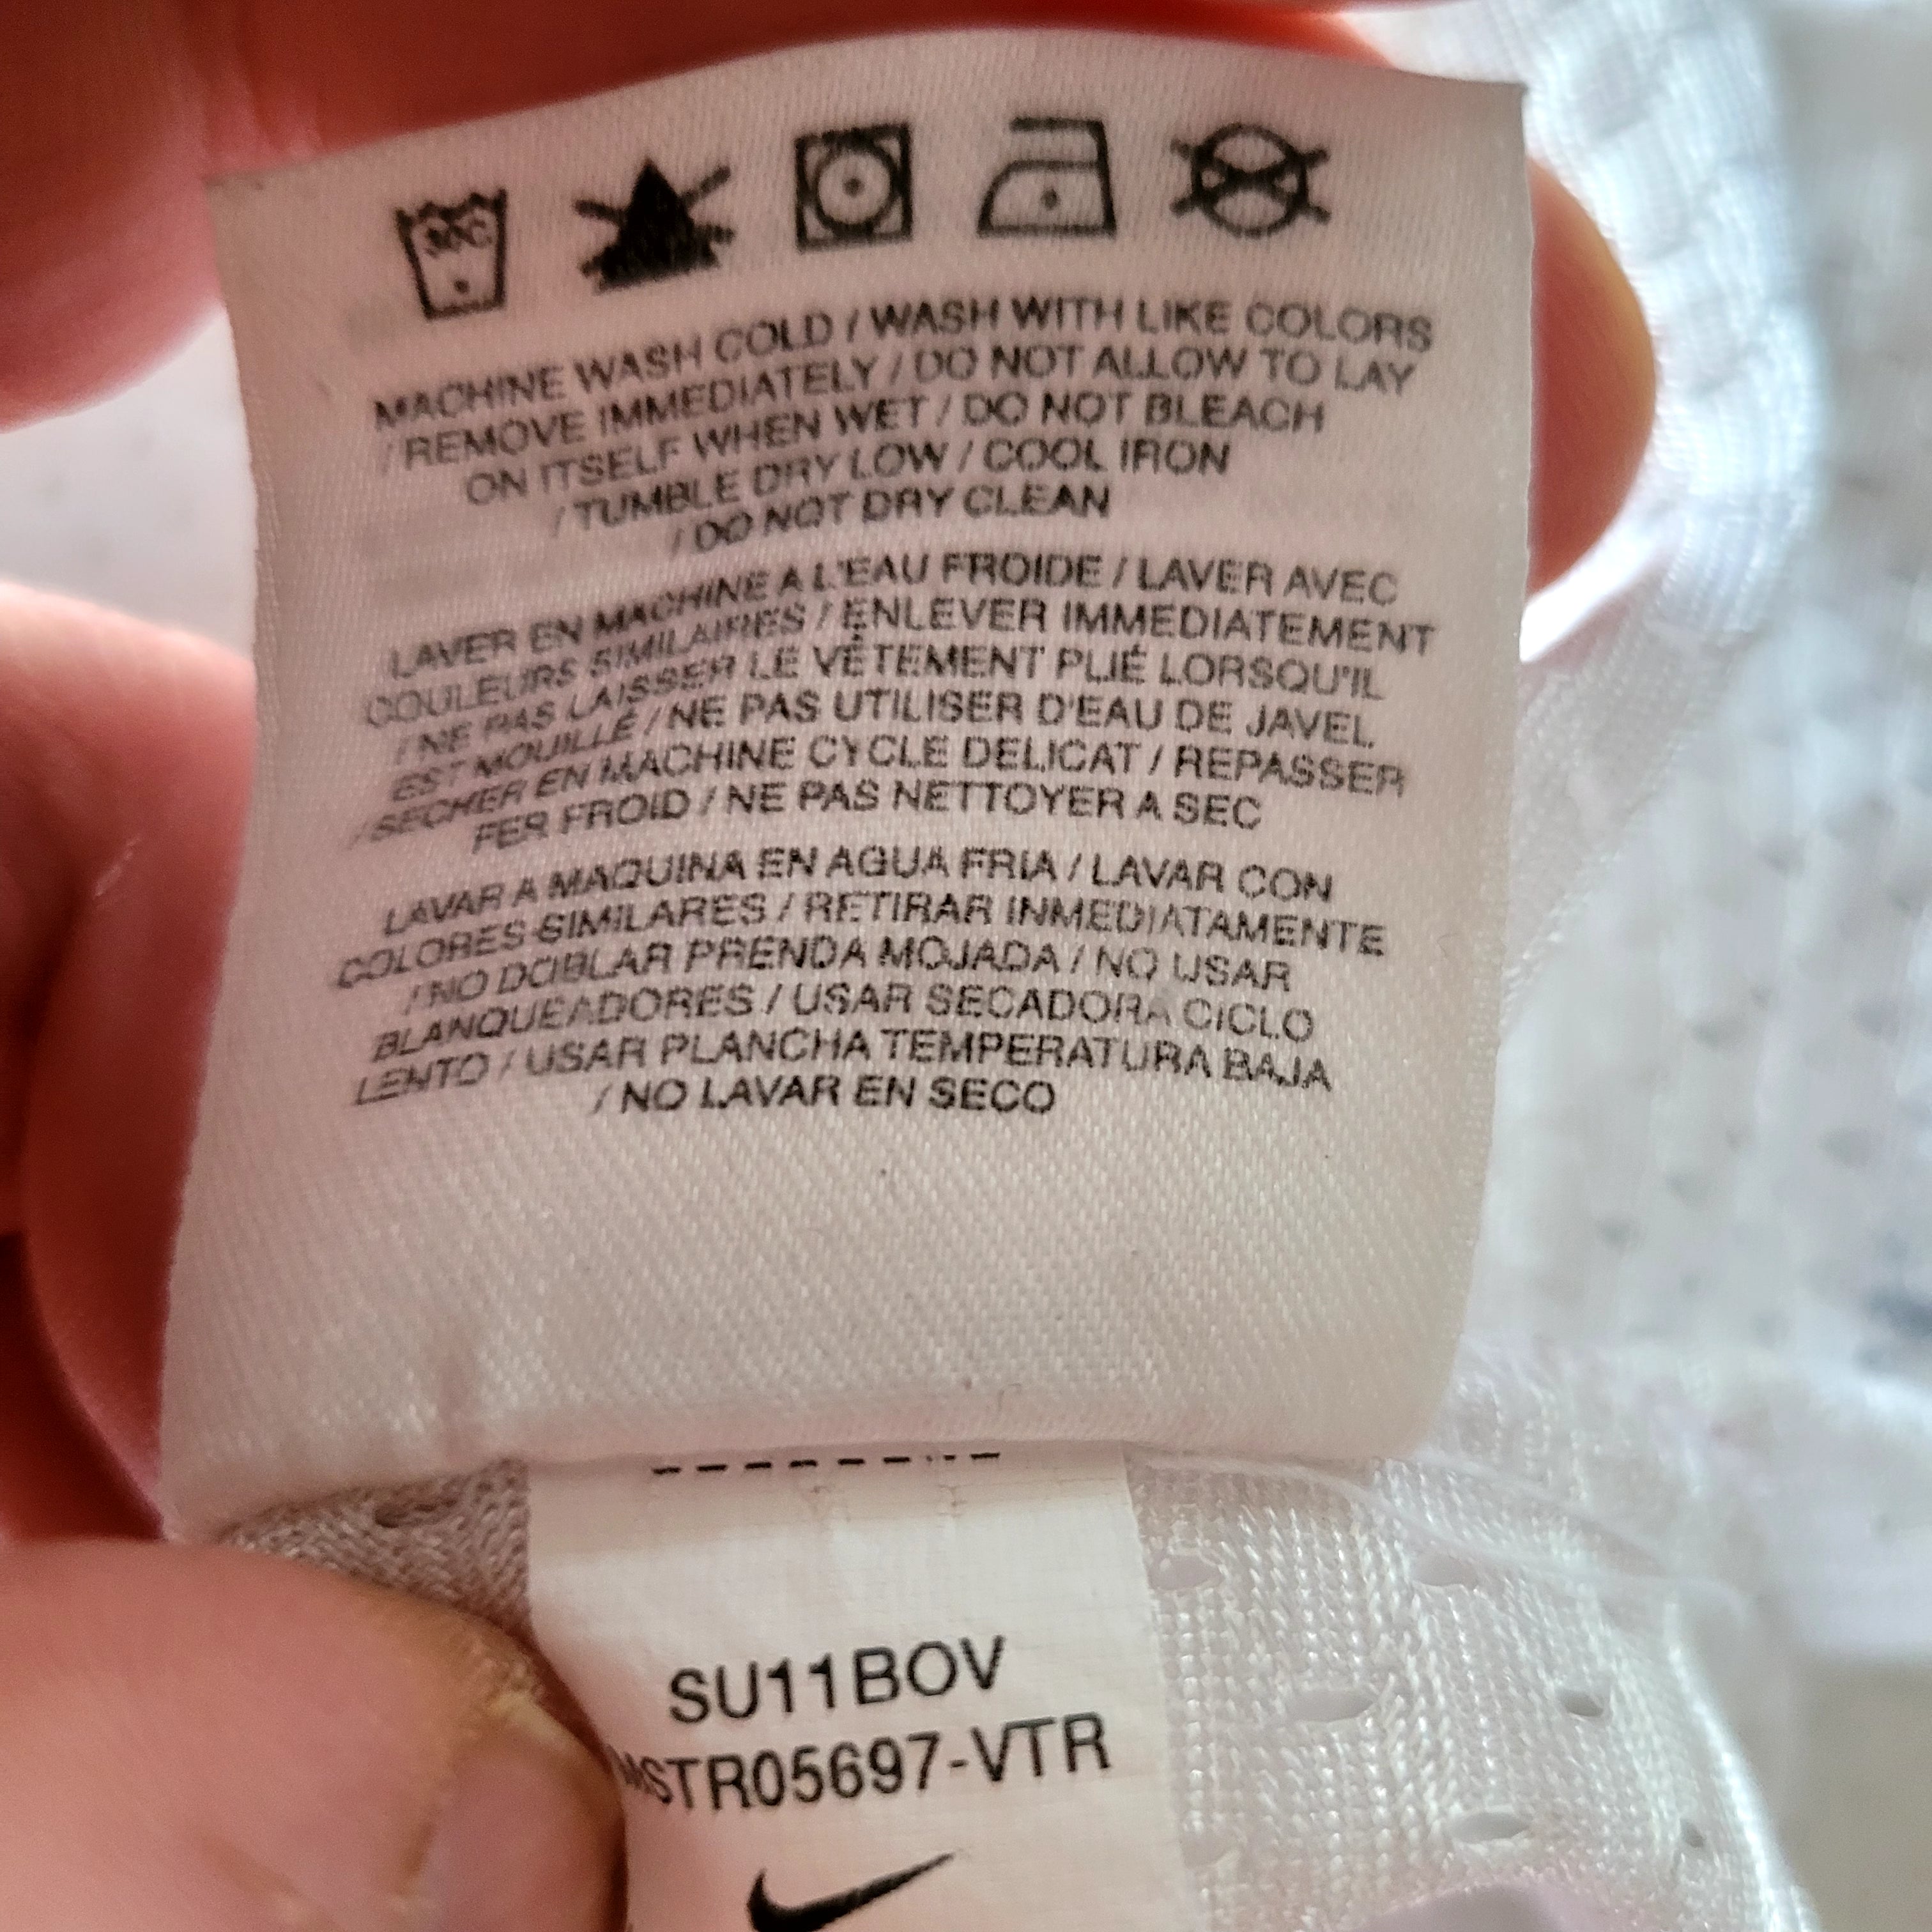 30C
MACHINE WASH COLD / WASH WITH LIKE COLORS
/ REMOVE IMMEDIATELY / DO NOT ALLOW TO LAY
ON ITSELF WHEN WET / DO NOT BLEACH
/ TUMBLE DRY LOW / COOL IRON
/ DO NOT DRY CLEAN
LAVER EN MACHINE A L'EAU FROIDE / LAVER AVEC
COULEURS SIMILAIRES / ENLEVER IMMEDIATEMENT
/ NE PAS LAISSER LE VÊTEMENT PLIÉ LORSQU'IL
EST MOUILLÉ / NE PAS UTILISER D'EAU DE JAVEL
/ SECHER EN MACHINE CYCLE DELICAT / REPASSER
FER FROID / NE PAS NETTOYER A SEC
LAVAR A MAQUINA EN AGUA FRIA / LAVAR CON
COLORES SIMILARES / RETIRAR INMEDIATAMENTE
/ NO DOBLAR PRENDA MOJADA / NO USAR
BLANQUEADORES / USAR SECADORA CICLO
LENTO / USAR PLANCHA TEMPERATURA BAJA
/ NO LAVAR EN SECO
SU11BOV
MSTR05697-VTR